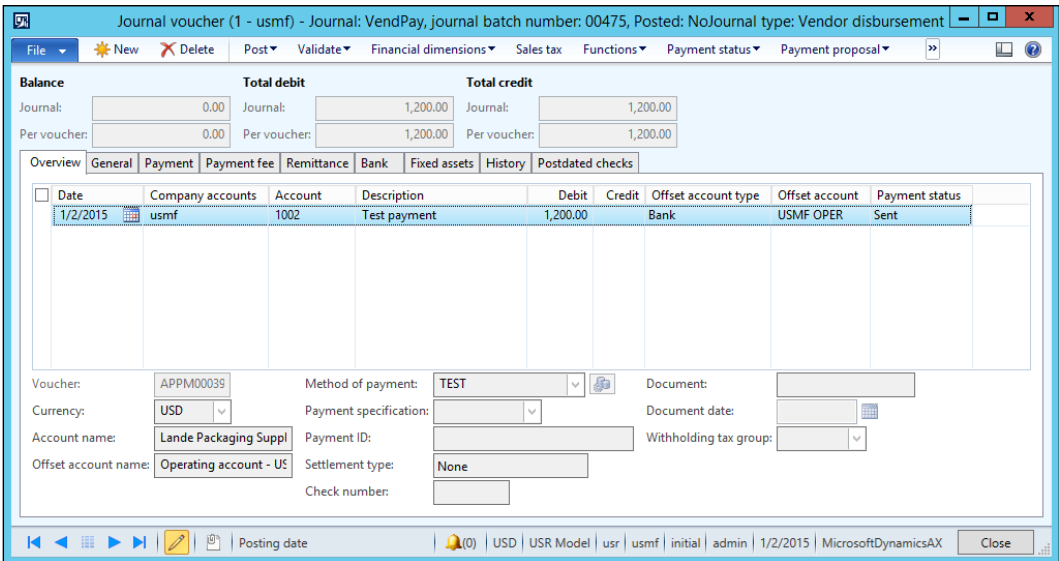 Journal voucher (1 - usmf) - Journal: VendPay, journal batch number: 00475, Posted: NoJournal type: Vendor disbursement
File New Delete Post Validate Financial dimensions Sales tax Functions Payment status Payment proposal »
Balance Total debit Total credit
Journal: 0.00 Journal: 1,200.00 Journal: 1,200.00
Per voucher: 0.00 Per voucher: 1,200.00 Per voucher: 1,200.00
Overview General Payment Payment fee Remittance Bank Fixed assets History Postdated checks
Date Company accounts Account Description Debit Credit Offset account type Offset account Payment status
1/2/2015 usmf 1002 Test payment 1,200.00 Bank USMF OPER Sent
Voucher: APPM00039 Method of payment: TEST Document:
Currency: USD Payment specification: Document date:
Account name: Lande Packaging Suppl Payment ID: Withholding tax group:
Offset account name: Operating account - US Settlement type: None
Check number:
Posting date (0) USD USR Model usr usmf initial admin 1/2/2015 MicrosoftDynamicsAX Close